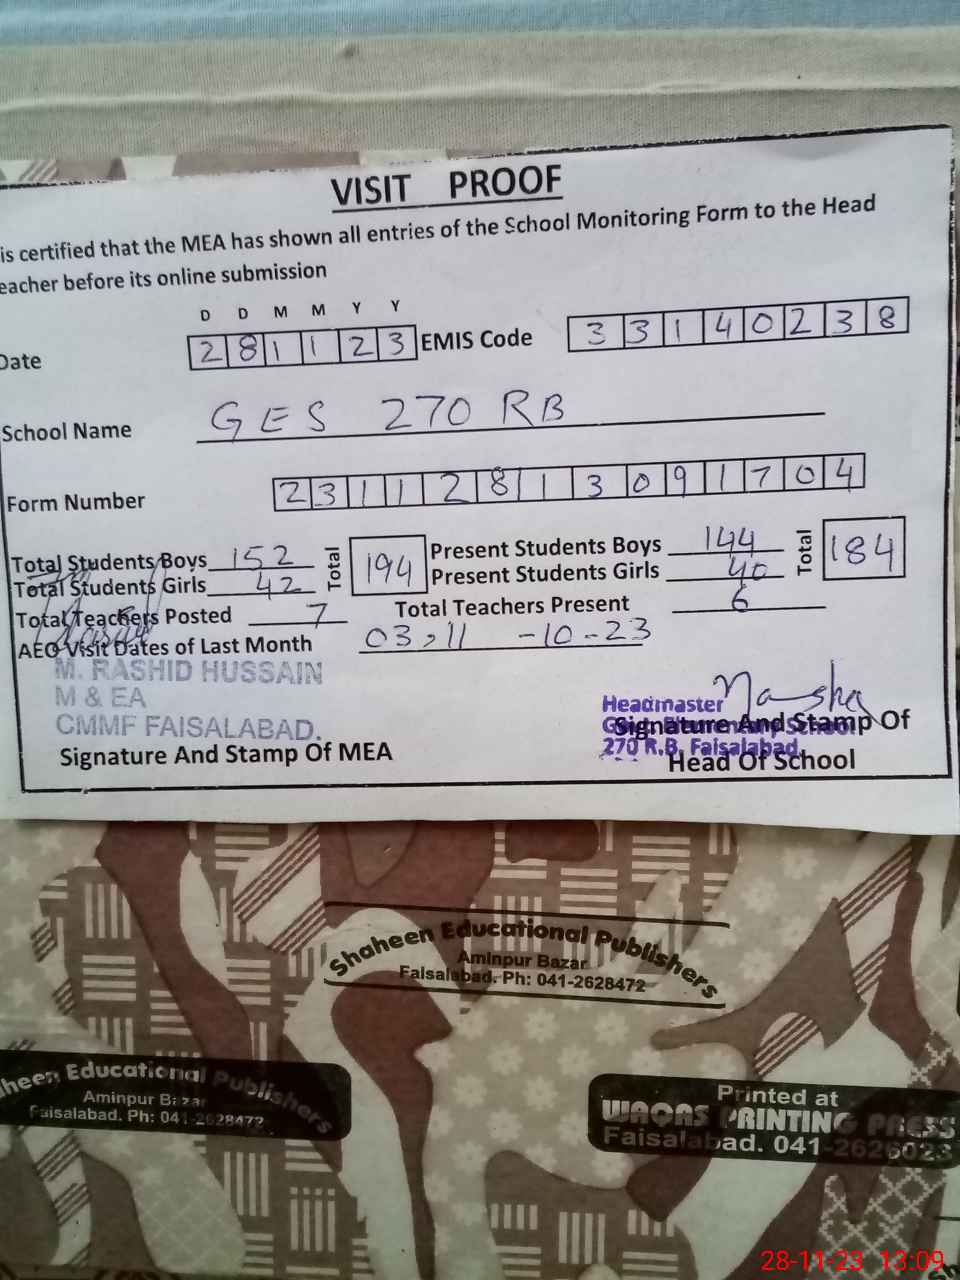 VISIT PROOF
is certified that the MEA has shown all entries of the School Monitoring Form to the Head
eacher before its online submission
D D M M Y Y
Date 2 8 1 1 2 3 EMIS Code 3 3 1 4 0 2 3 8
School Name GES 270 RB
Form Number 2 3 1 1 2 8 1 3 0 9 1 7 0 4
Total Students Boys 152 Total 194 Present Students Boys 144 Total 184
Total Students Girls 42 Present Students Girls 40
Total Teachers Posted 7 Total Teachers Present 6
AEO Visit Dates of Last Month 03, 11 -10-23
M. RASHID HUSSAIN
M & EA
CMMF FAISALABAD.
Signature And Stamp Of MEA
Headmaster
Signature And Stamp Of
270 R.B, Faisalabad.
Head Of School
Shaheen Educational Publishers
Aminpur Bazar
Faisalabad. Ph: 041-2628472
heen Educational Publishers
Aminpur Bazar
Faisalabad. Ph: 041-2628472
Printed at
WAQAS PRINTING PRESS
Faisalabad. 041-2626023
28-11-23 13:09